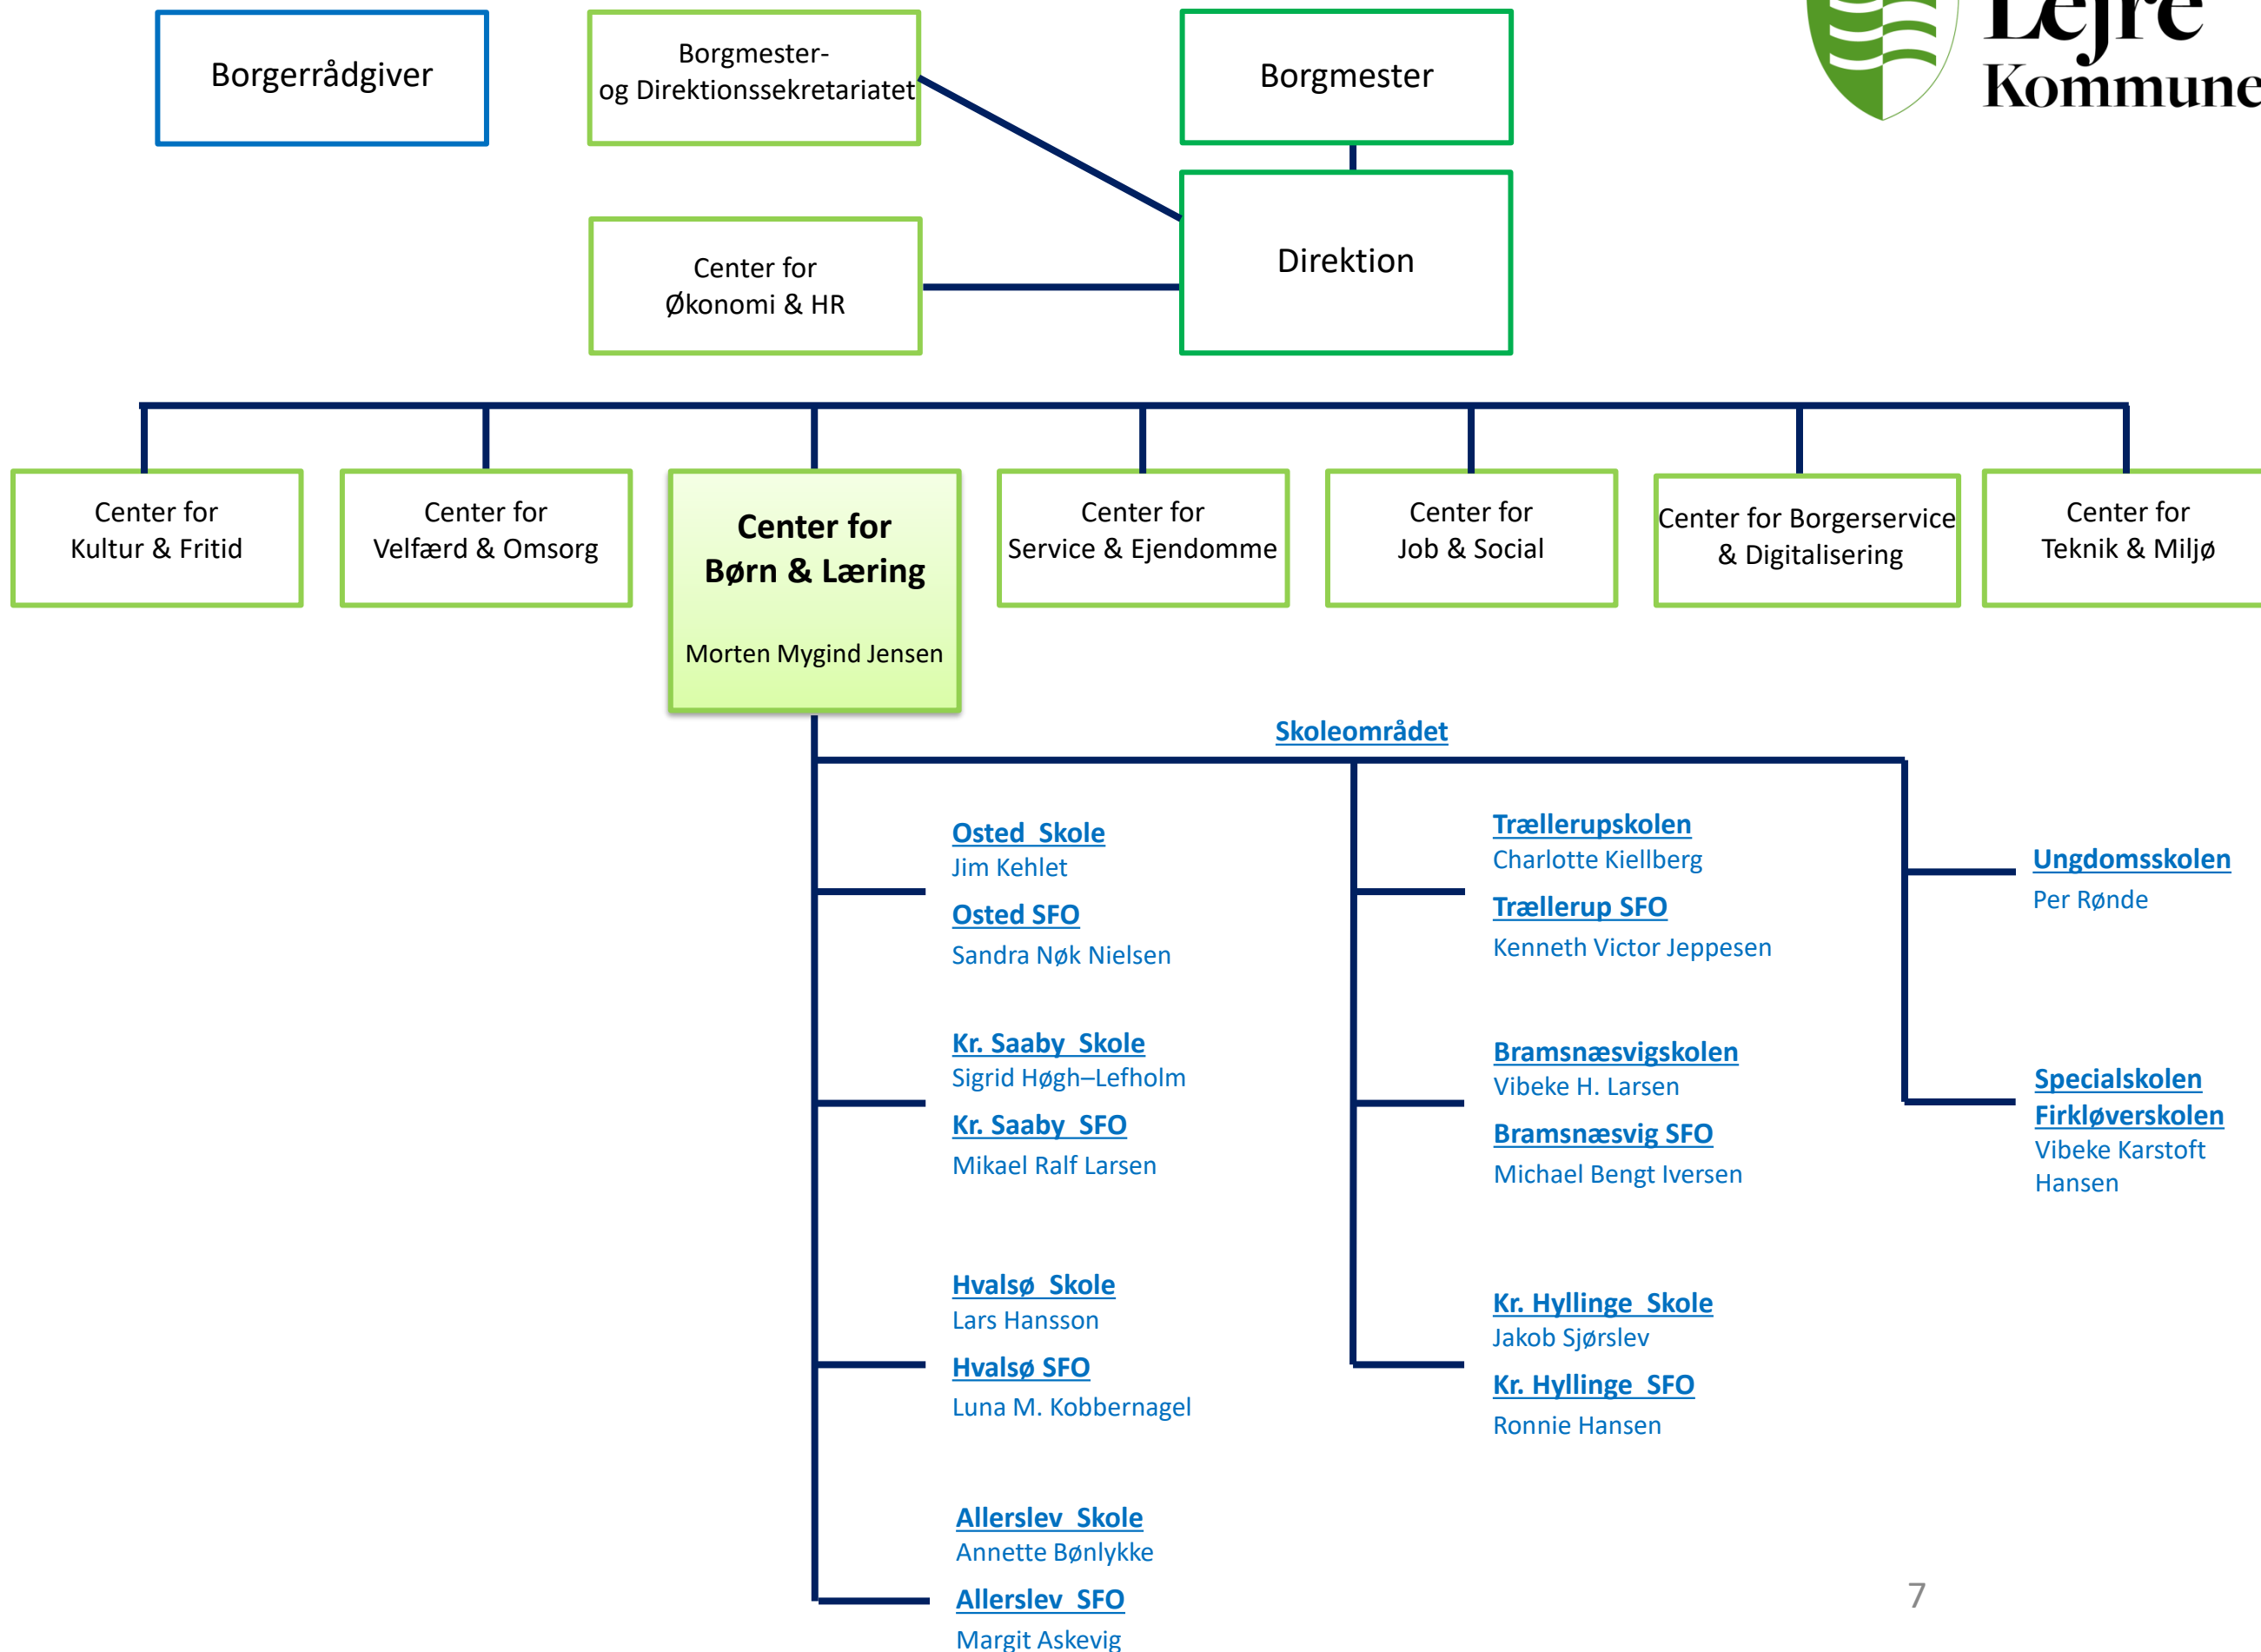 Borgerrådgiver
Borgmester-
og Direktionssekretariatet
Borgmester
Lejre
Kommune
Center for
Økonomi & HR
Direktion
Center for
Kultur & Fritid
Center for
Velfærd & Omsorg
Center for
Børn & Læring
Morten Mygind Jensen
Center for
Service & Ejendomme
Center for
Job & Social
Center for Borgerservice
& Digitalisering
Center for
Teknik & Miljø
Skoleområdet
Osted Skole
Jim Kehlet
Osted SFO
Sandra Nøk Nielsen
Kr. Saaby Skole
Sigrid Høgh–Lefholm
Kr. Saaby SFO
Mikael Ralf Larsen
Hvalsø Skole
Lars Hansson
Hvalsø SFO
Luna M. Kobbernagel
Allerslev Skole
Annette Bønlykke
Allerslev SFO
Margit Askevig
Trællerupskolen
Charlotte Kiellberg
Trællerup SFO
Kenneth Victor Jeppesen
Bramsnæsvigskolen
Vibeke H. Larsen
Bramsnæsvig SFO
Michael Bengt Iversen
Kr. Hyllinge Skole
Jakob Sjørslev
Kr. Hyllinge SFO
Ronnie Hansen
Ungdomsskolen
Per Rønde
Specialskolen
Firkløverskolen
Vibeke Karstoft
Hansen
7